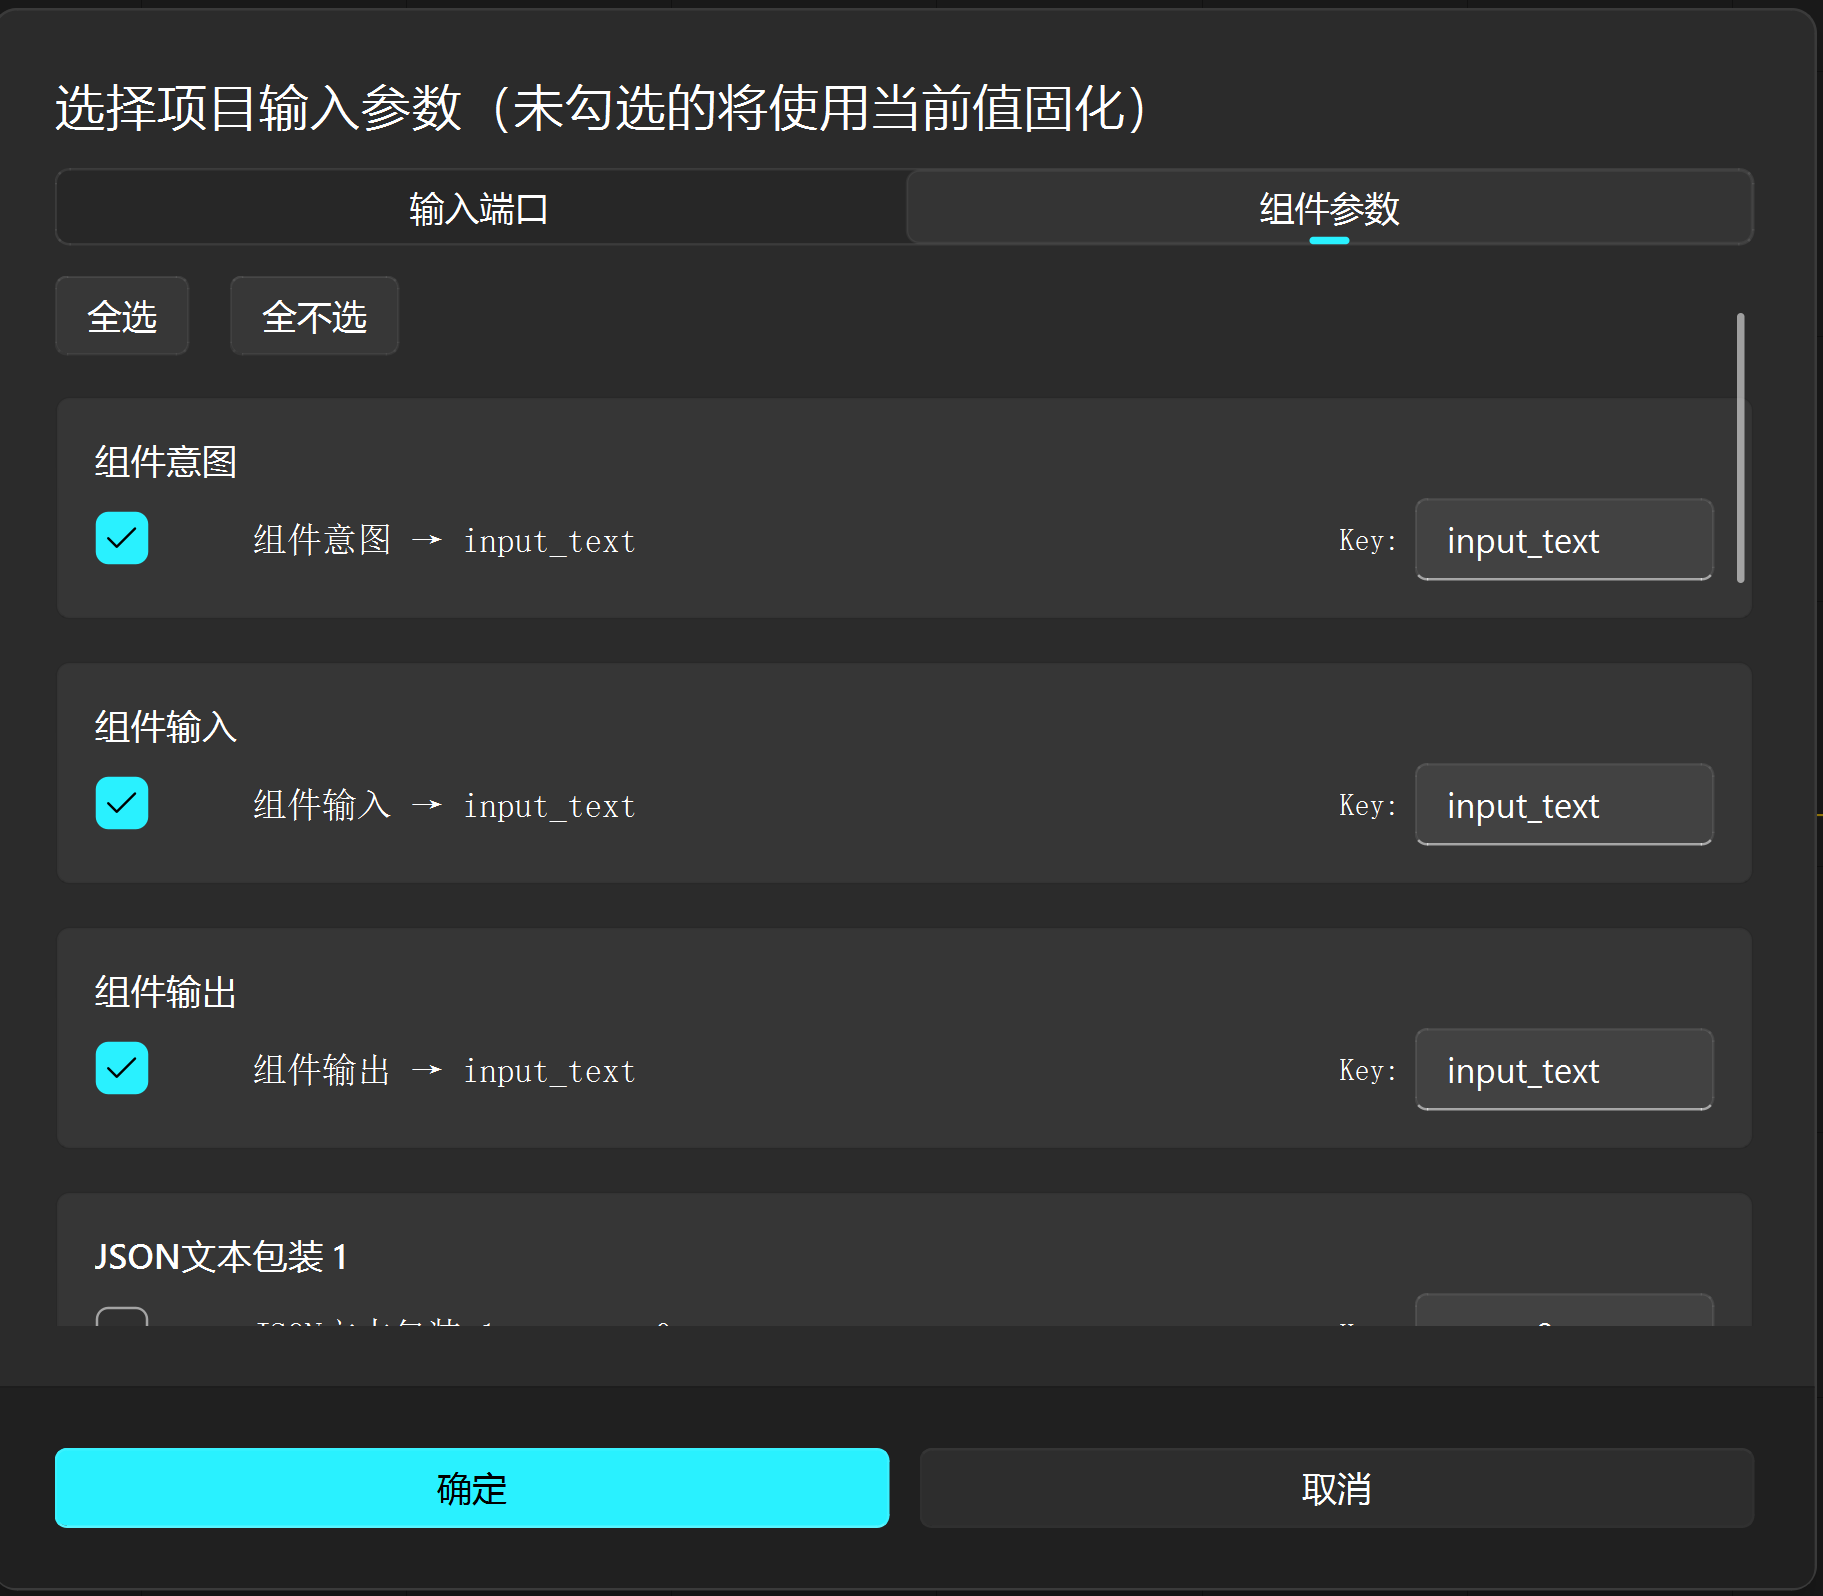 选择项目输入参数（未勾选的将使用当前值固化）
输入端口 组件参数
全选 全不选
组件意图
组件意图 → input_text Key: input_text
组件输入
组件输入 → input_text Key: input_text
组件输出
组件输出 → input_text Key: input_text
JSON文本包装 1
确定 取消